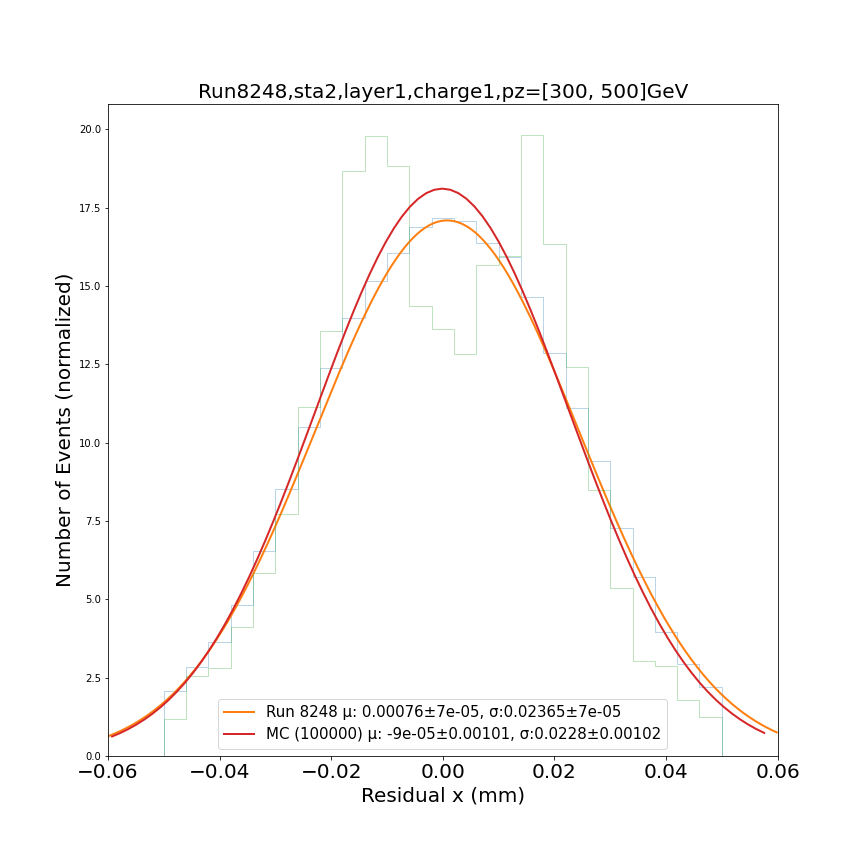 Run8248,sta2,layer1,charge1,pz=[300, 500]GeV
20.0
17.5
15.0
12.5
10.0
7.5
5.0
2.5
0.0
Number of Events (normalized)
Run 8248 μ: 0.00076±7e-05, σ:0.02365±7e-05
MC (100000) μ: -9e-05±0.00101, σ:0.0228±0.00102
−0.06 −0.04 −0.02 0.00 0.02 0.04 0.06
Residual x (mm)